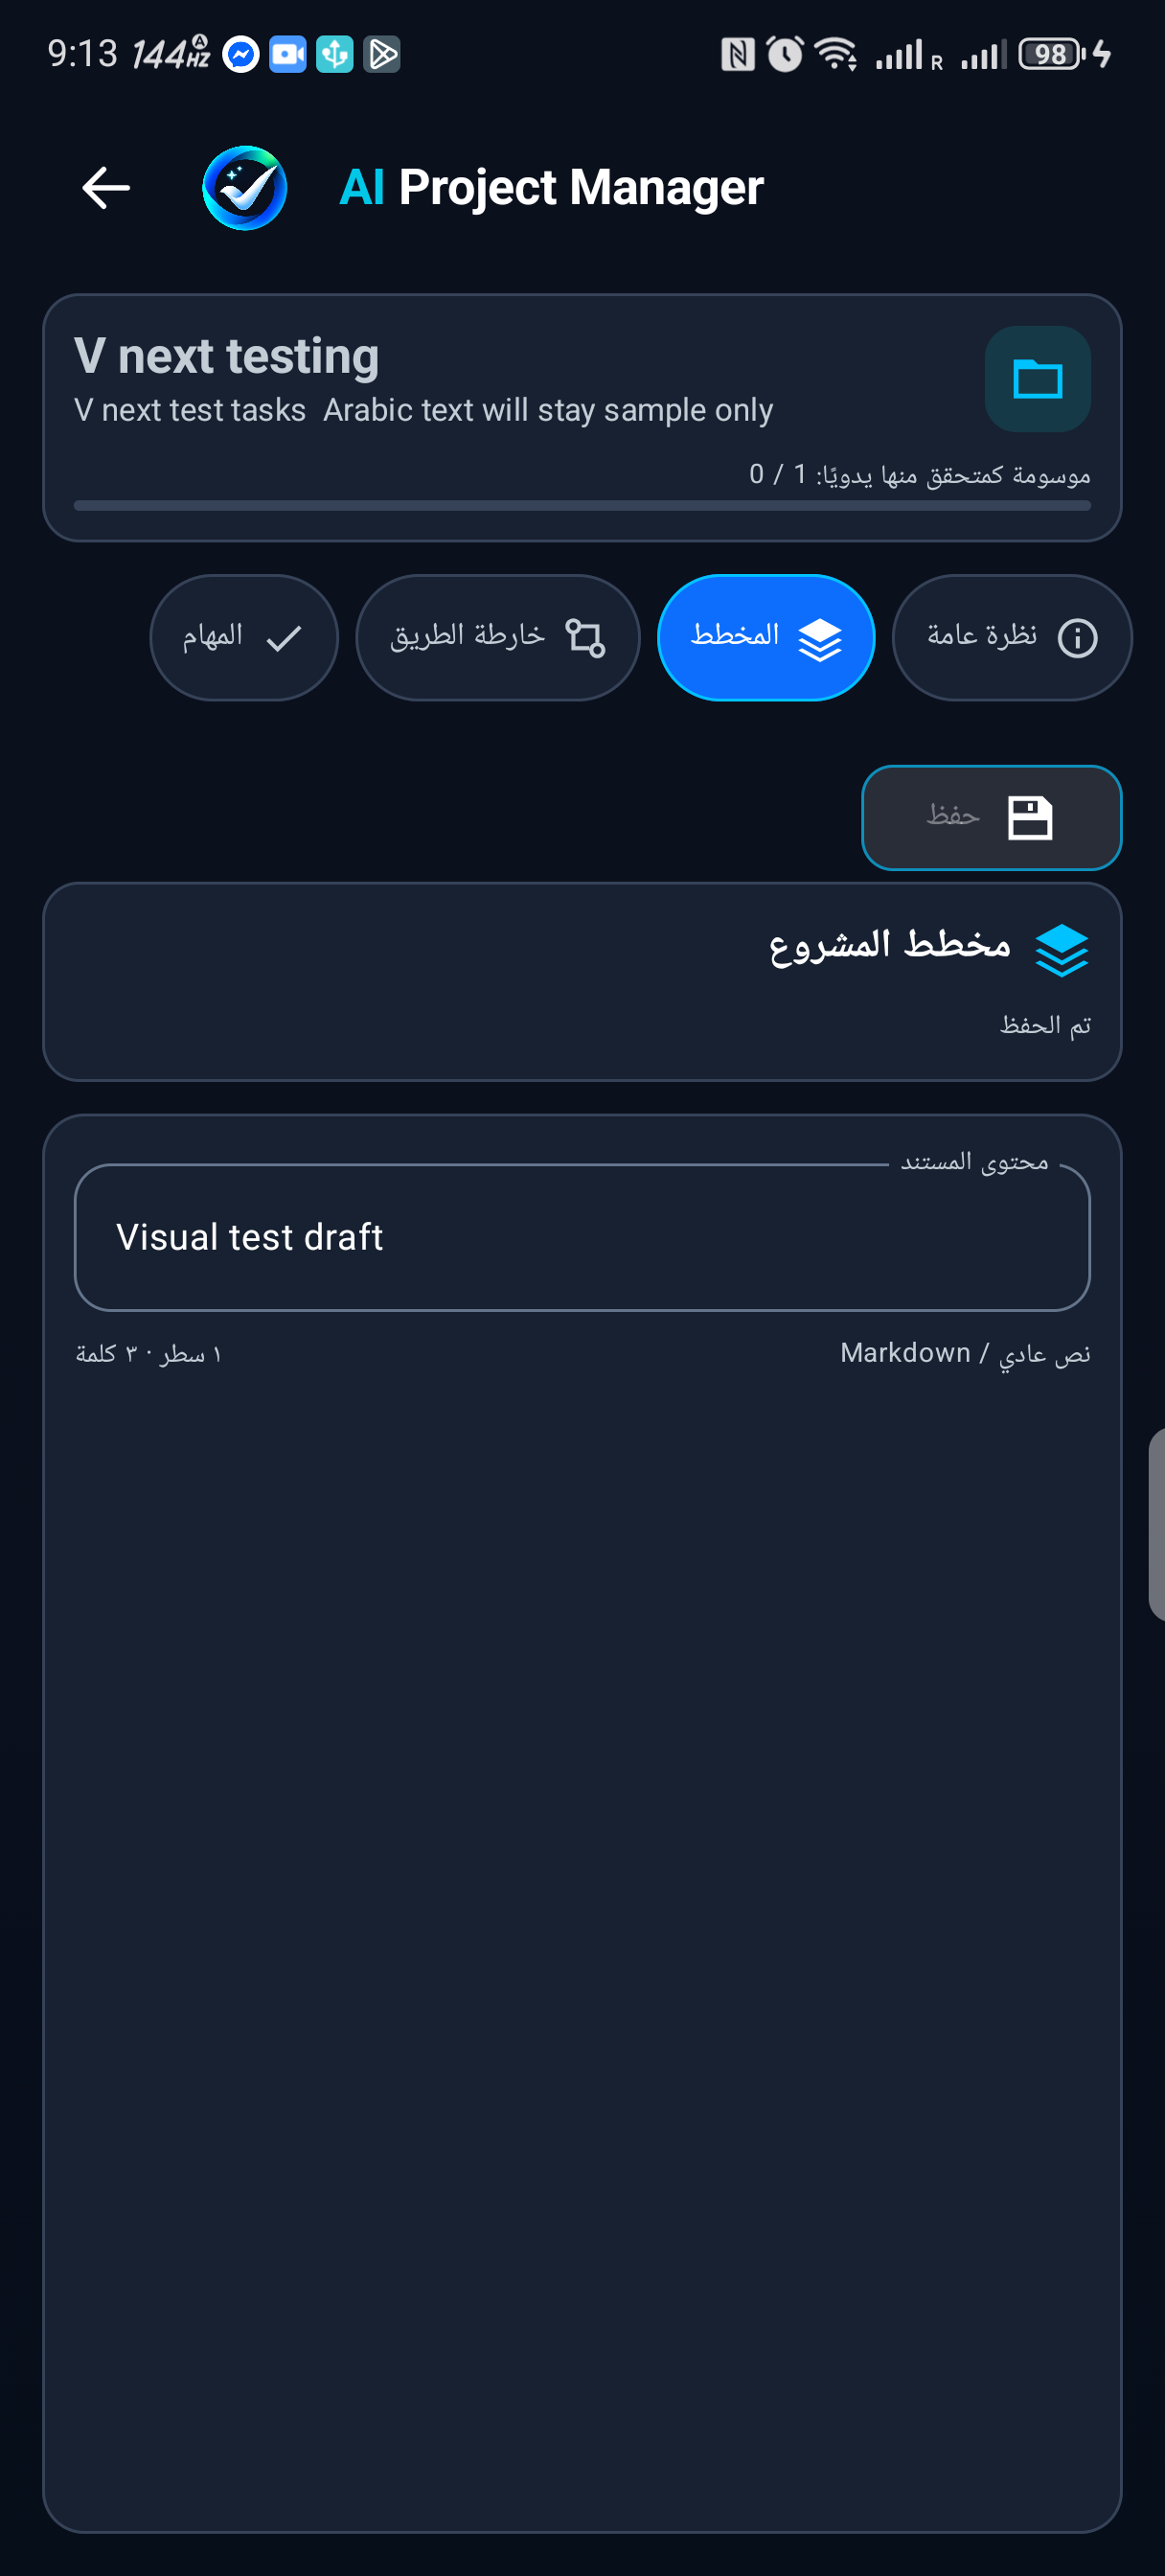 9:13 144HZ A R 98
AI Project Manager
V next testing
V next test tasks  Arabic text will stay sample only
موسومة كمتحقق منها يدويًا: 1 / 0
نظرة عامة
المخطط
خارطة الطريق
المهام
حفظ
مخطط المشروع
تم الحفظ
محتوى المستند
Visual test draft
نص عادي / Markdown
١ سطر · ٣ كلمة